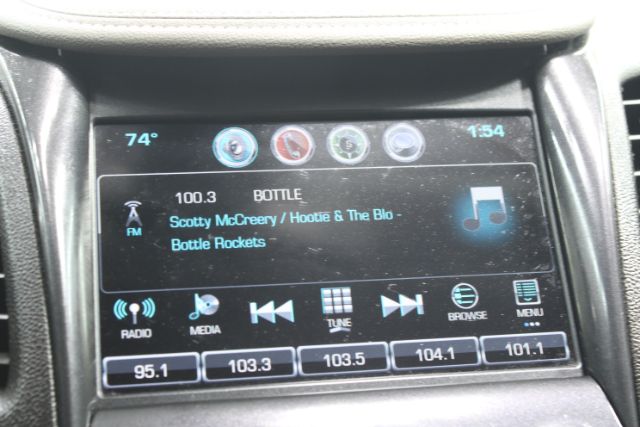 74° 1:54
100.3 BOTTLE
FM
Scotty McCreery / Hootie & The Blo -
Bottle Rockets
RADIO MEDIA TUNE BROWSE MENU
95.1 103.3 103.5 104.1 101.1